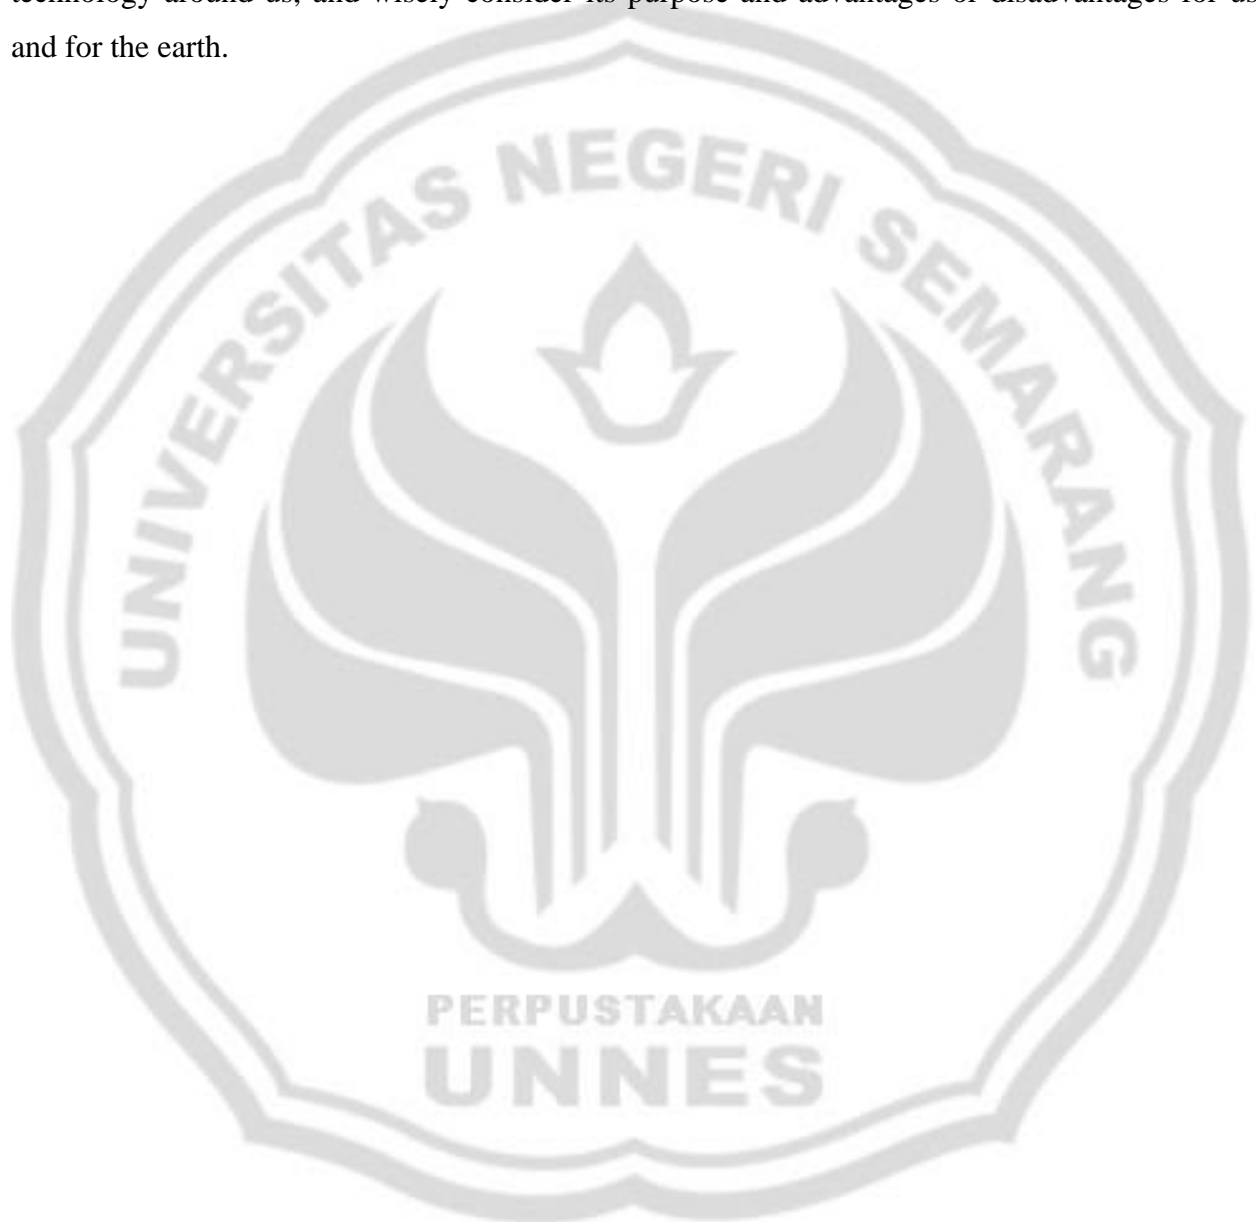 technology around us, and wisely consider its purpose and advantages or disadvantages for us
and for the earth.
UNIVERSITAS NEGERI SEMARANG
PERPUSTAKAAN
UNNES